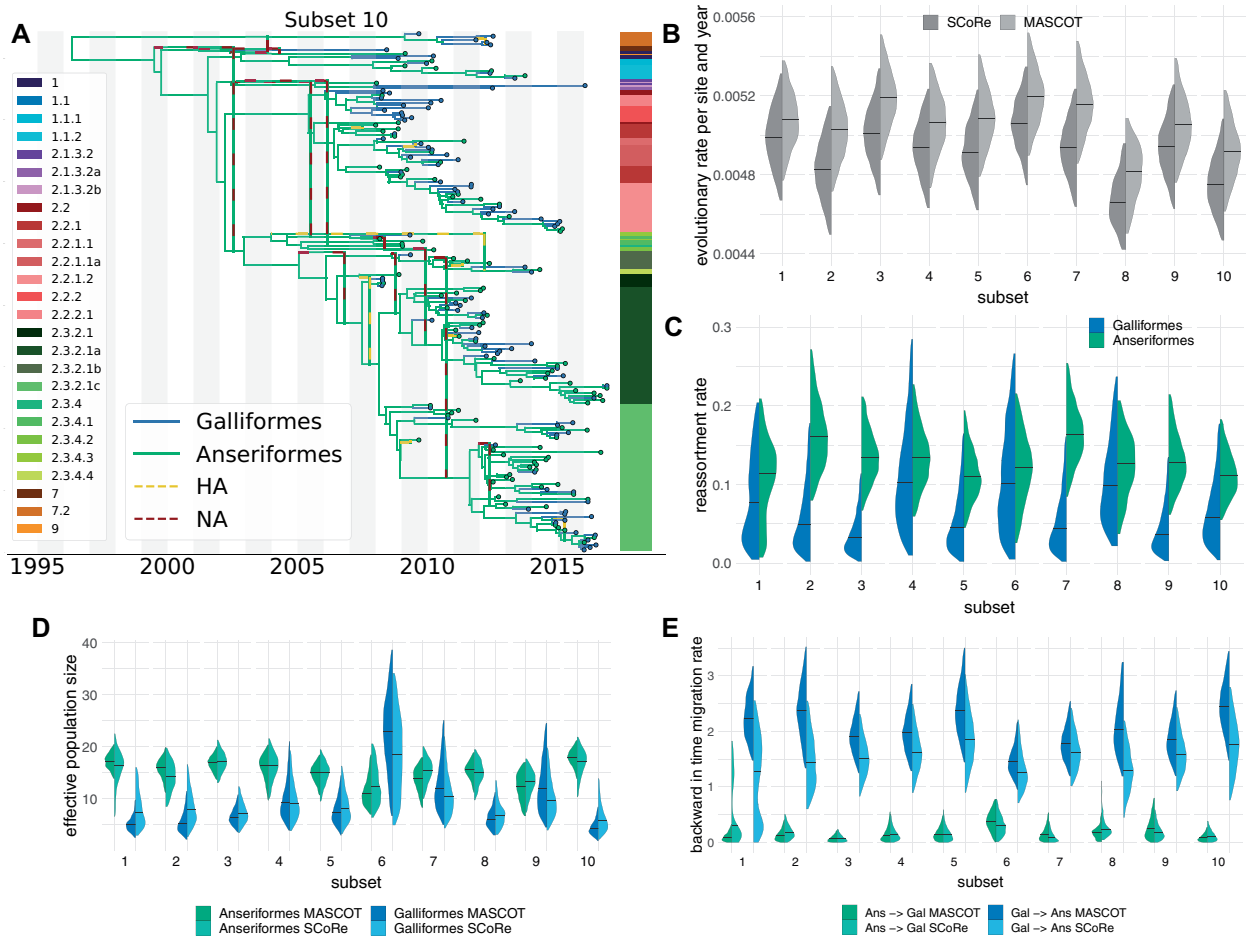 A
Subset 10
1
1.1
1.1.1
1.1.2
2.1.3.2
2.1.3.2a
2.1.3.2b
2.2
2.2.1
2.2.1.1
2.2.1.1a
2.2.1.2
2.2.2
2.2.2.1
2.3.2.1
2.3.2.1a
2.3.2.1b
2.3.2.1c
2.3.4
2.3.4.1
2.3.4.2
2.3.4.3
2.3.4.4
7
7.2
9
Galliformes
Anseriformes
HA
NA
1995 2000 2005 2010 2015
B
SCoRe MASCOT
evolutionary rate per site and year
0.0056
0.0052
0.0048
0.0044
1 2 3 4 5 6 7 8 9 10
subset
C
Galliformes
Anseriformes
reassortment rate
0.3
0.2
0.1
0.0
1 2 3 4 5 6 7 8 9 10
subset
D
effective population size
40
30
20
10
1 2 3 4 5 6 7 8 9 10
subset
Anseriformes MASCOT Galliformes MASCOT
Anseriformes SCoRe Galliformes SCoRe
E
backward in time migration rate
3
2
1
0
1 2 3 4 5 6 7 8 9 10
subset
Ans -> Gal MASCOT Gal -> Ans MASCOT
Ans -> Gal SCoRe Gal -> Ans SCoRe